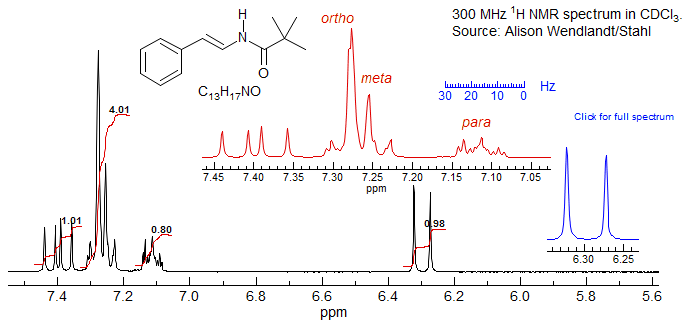 300 MHz ¹H NMR spectrum in CDCl₃.
Source: Alison Wendlandt/Stahl
ortho
meta
para
H
N
O
C₁₃H₁₇NO
30 20 10 0 Hz
Click for full spectrum
4.01
1.01
0.80
0.98
7.45 7.40 7.35 7.30 7.25 7.20 7.15 7.10 7.05
ppm
6.30 6.25
7.4 7.2 7.0 6.8 6.6 6.4 6.2 6.0 5.8 5.6
ppm